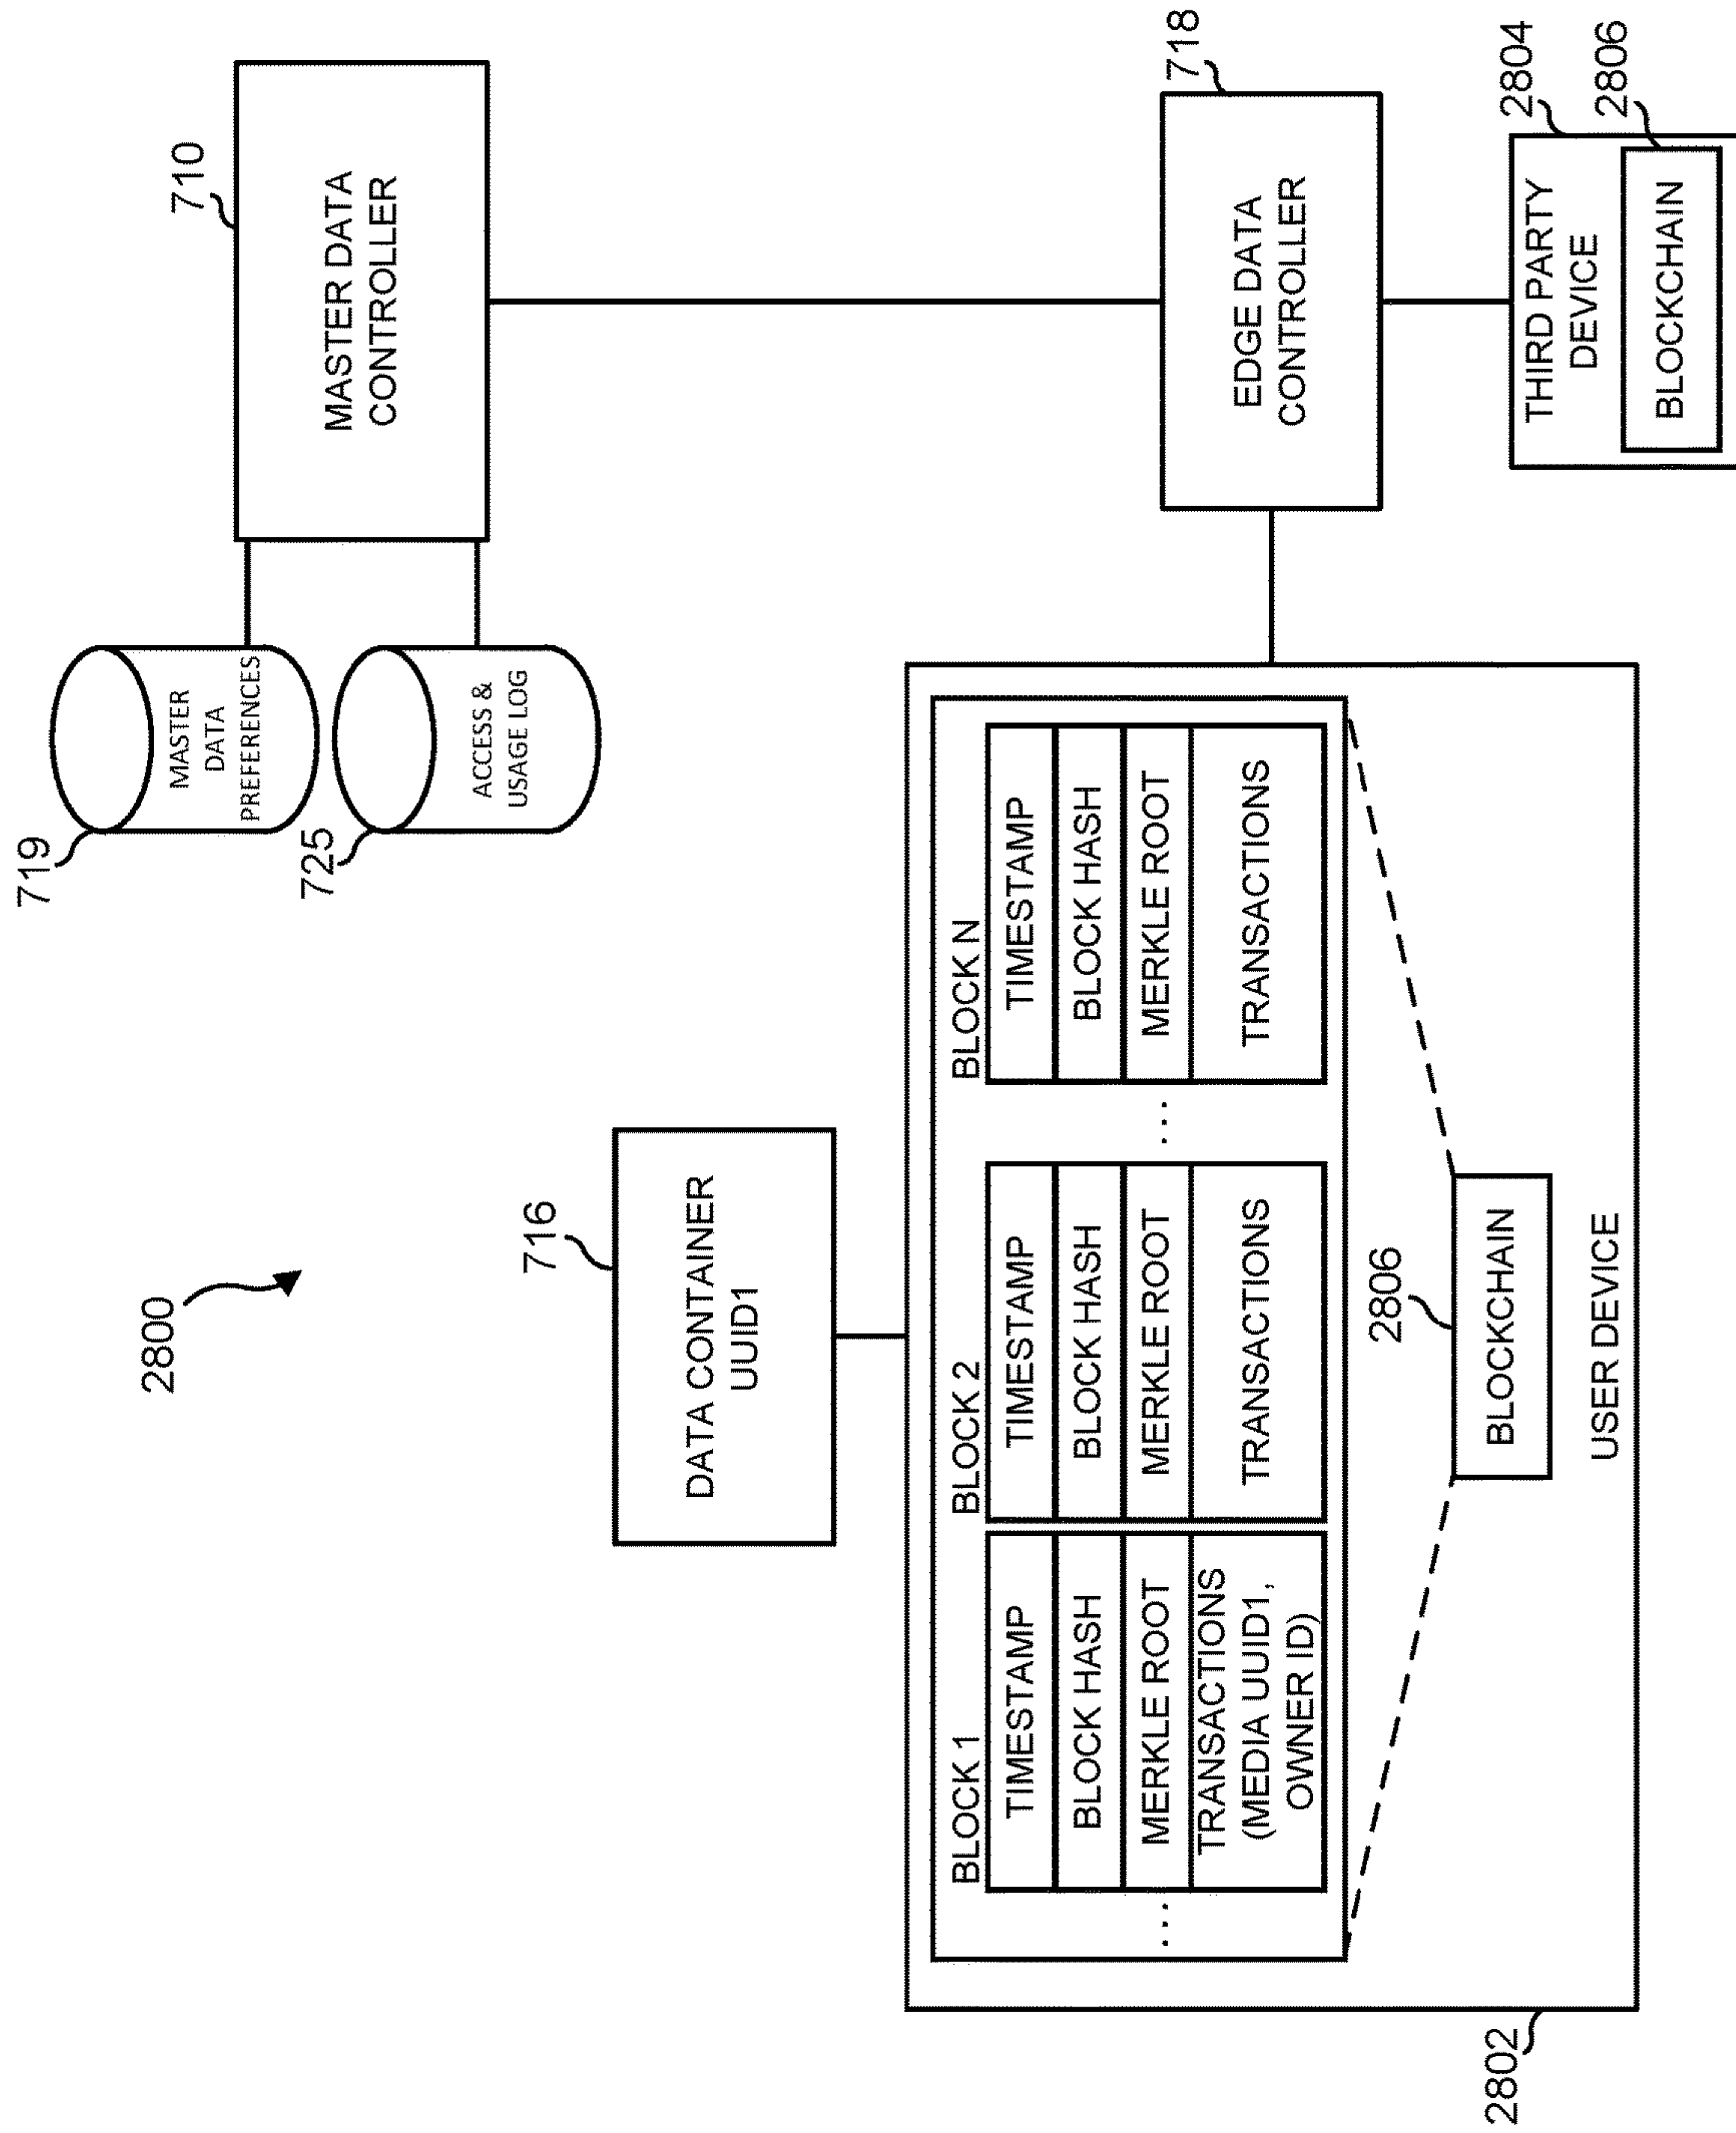 2800
719
MASTER
DATA
PREFERENCES
725
ACCESS &
USAGE LOG
710
MASTER DATA
CONTROLLER
716
DATA CONTAINER
UUID1
BLOCK 1
TIMESTAMP
BLOCK HASH
MERKLE ROOT
TRANSACTIONS
(MEDIA UUID1,
OWNER ID)
...
BLOCK 2
TIMESTAMP
BLOCK HASH
MERKLE ROOT
TRANSACTIONS
...
BLOCK N
TIMESTAMP
BLOCK HASH
MERKLE ROOT
TRANSACTIONS
2806
BLOCKCHAIN
USER DEVICE
2802
718
EDGE DATA
CONTROLLER
2804
THIRD PARTY
DEVICE
2806
BLOCKCHAIN